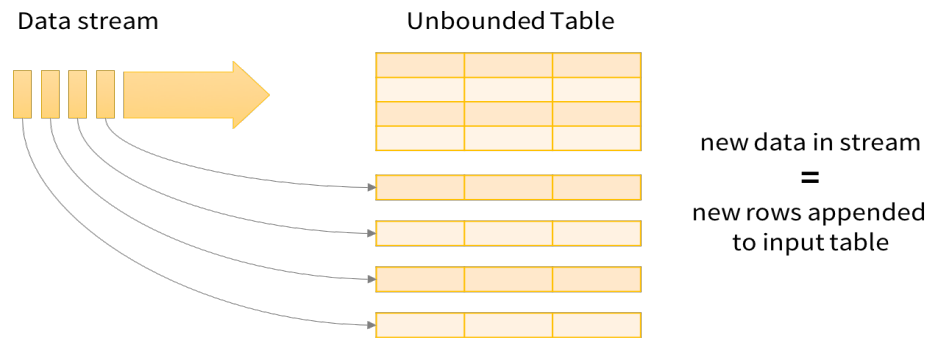 Data stream
Unbounded Table
new data in stream
=
new rows appended
to input table